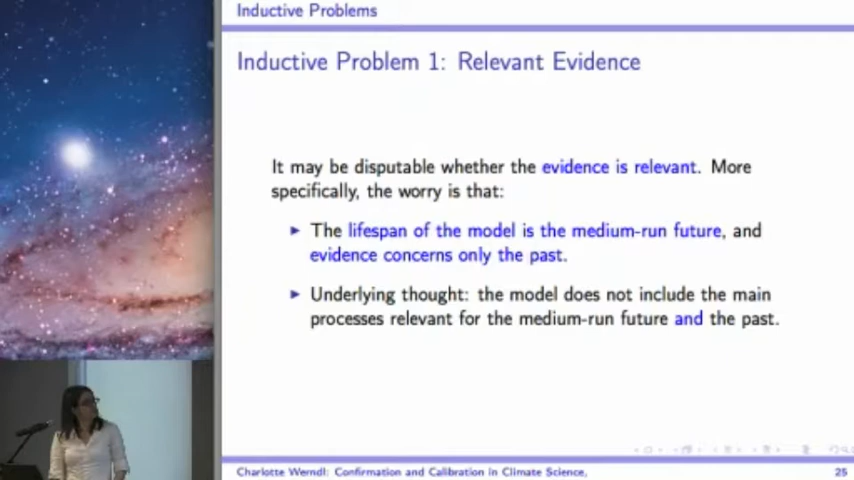 Inductive Problems
Inductive Problem 1: Relevant Evidence
It may be disputable whether the evidence is relevant. More
specifically, the worry is that:
The lifespan of the model is the medium-run future, and
evidence concerns only the past.
Underlying thought: the model does not include the main
processes relevant for the medium-run future and the past.
Charlotte Werndl: Confirmation and Calibration in Climate Science,
25